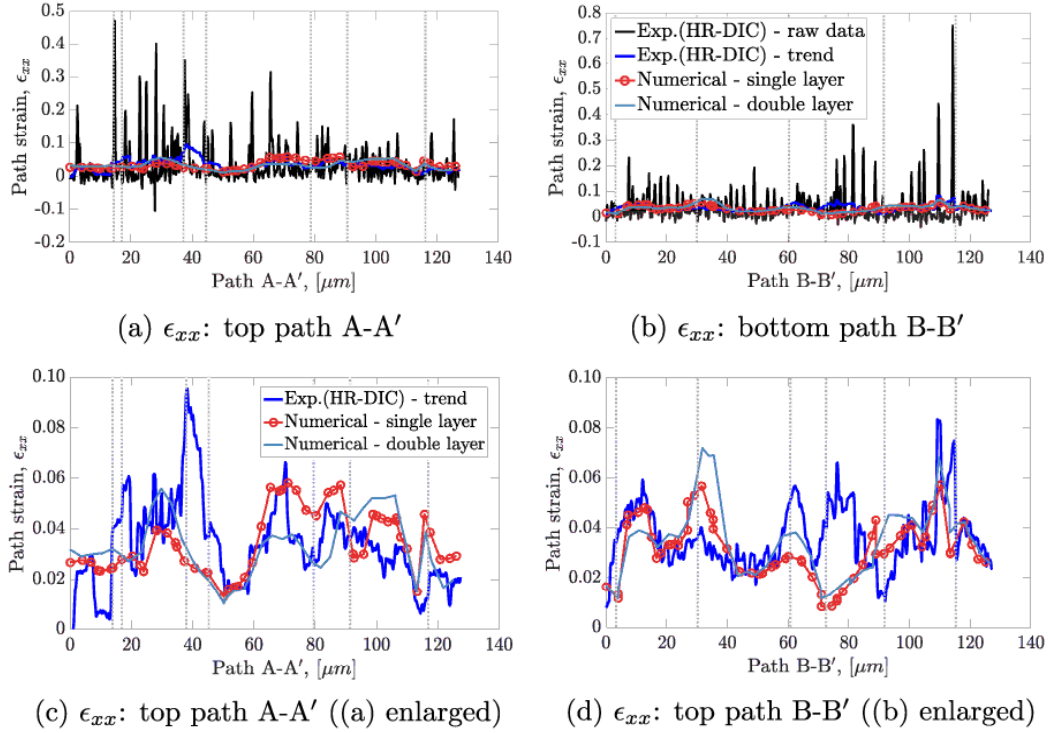 0.5
0.4
0.3
0.2
0.1
0
-0.1
-0.2
Path strain, ϵxx
0 20 40 60 80 100 120 140
Path A-A′, [μm]
(a) ϵxx: top path A-A′
0.8
0.7
0.6
0.5
0.4
0.3
0.2
0.1
0
-0.1
Path strain, ϵxx
Exp.(HR-DIC) - raw data
Exp.(HR-DIC) - trend
Numerical - single layer
Numerical - double layer
0 20 40 60 80 100 120 140
Path B-B′, [μm]
(b) ϵxx: bottom path B-B′
0.10
0.08
0.06
0.04
0.02
0
Path strain, ϵxx
Exp.(HR-DIC) - trend
Numerical - single layer
Numerical - double layer
0 20 40 60 80 100 120 140
Path A-A′, [μm]
(c) ϵxx: top path A-A′ ((a) enlarged)
0.10
0.08
0.06
0.04
0.02
0
Path strain, ϵxx
0 20 40 60 80 100 120 140
Path B-B′, [μm]
(d) ϵxx: top path B-B′ ((b) enlarged)